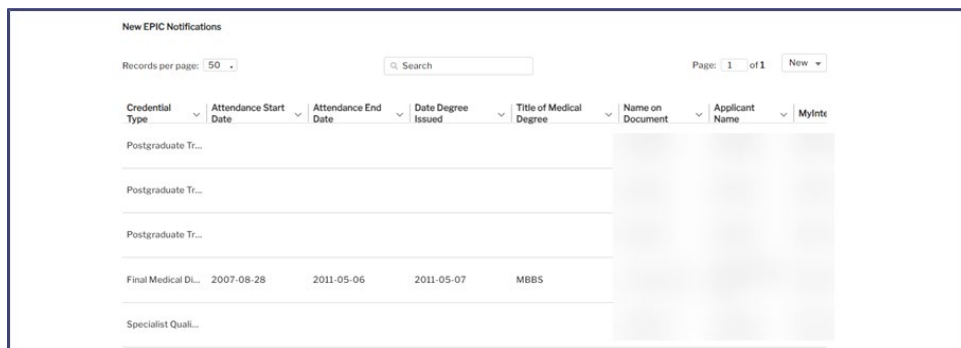 New EPIC Notifications
Records per page: 50 Search Page: 1 of 1 New
Credential Type Attendance Start Date Attendance End Date Date Degree Issued Title of Medical Degree Name on Document Applicant Name MyInte
Postgraduate Tr...
Postgraduate Tr...
Postgraduate Tr...
Final Medical Di... 2007-08-28 2011-05-06 2011-05-07 MBBS
Specialist Quali...